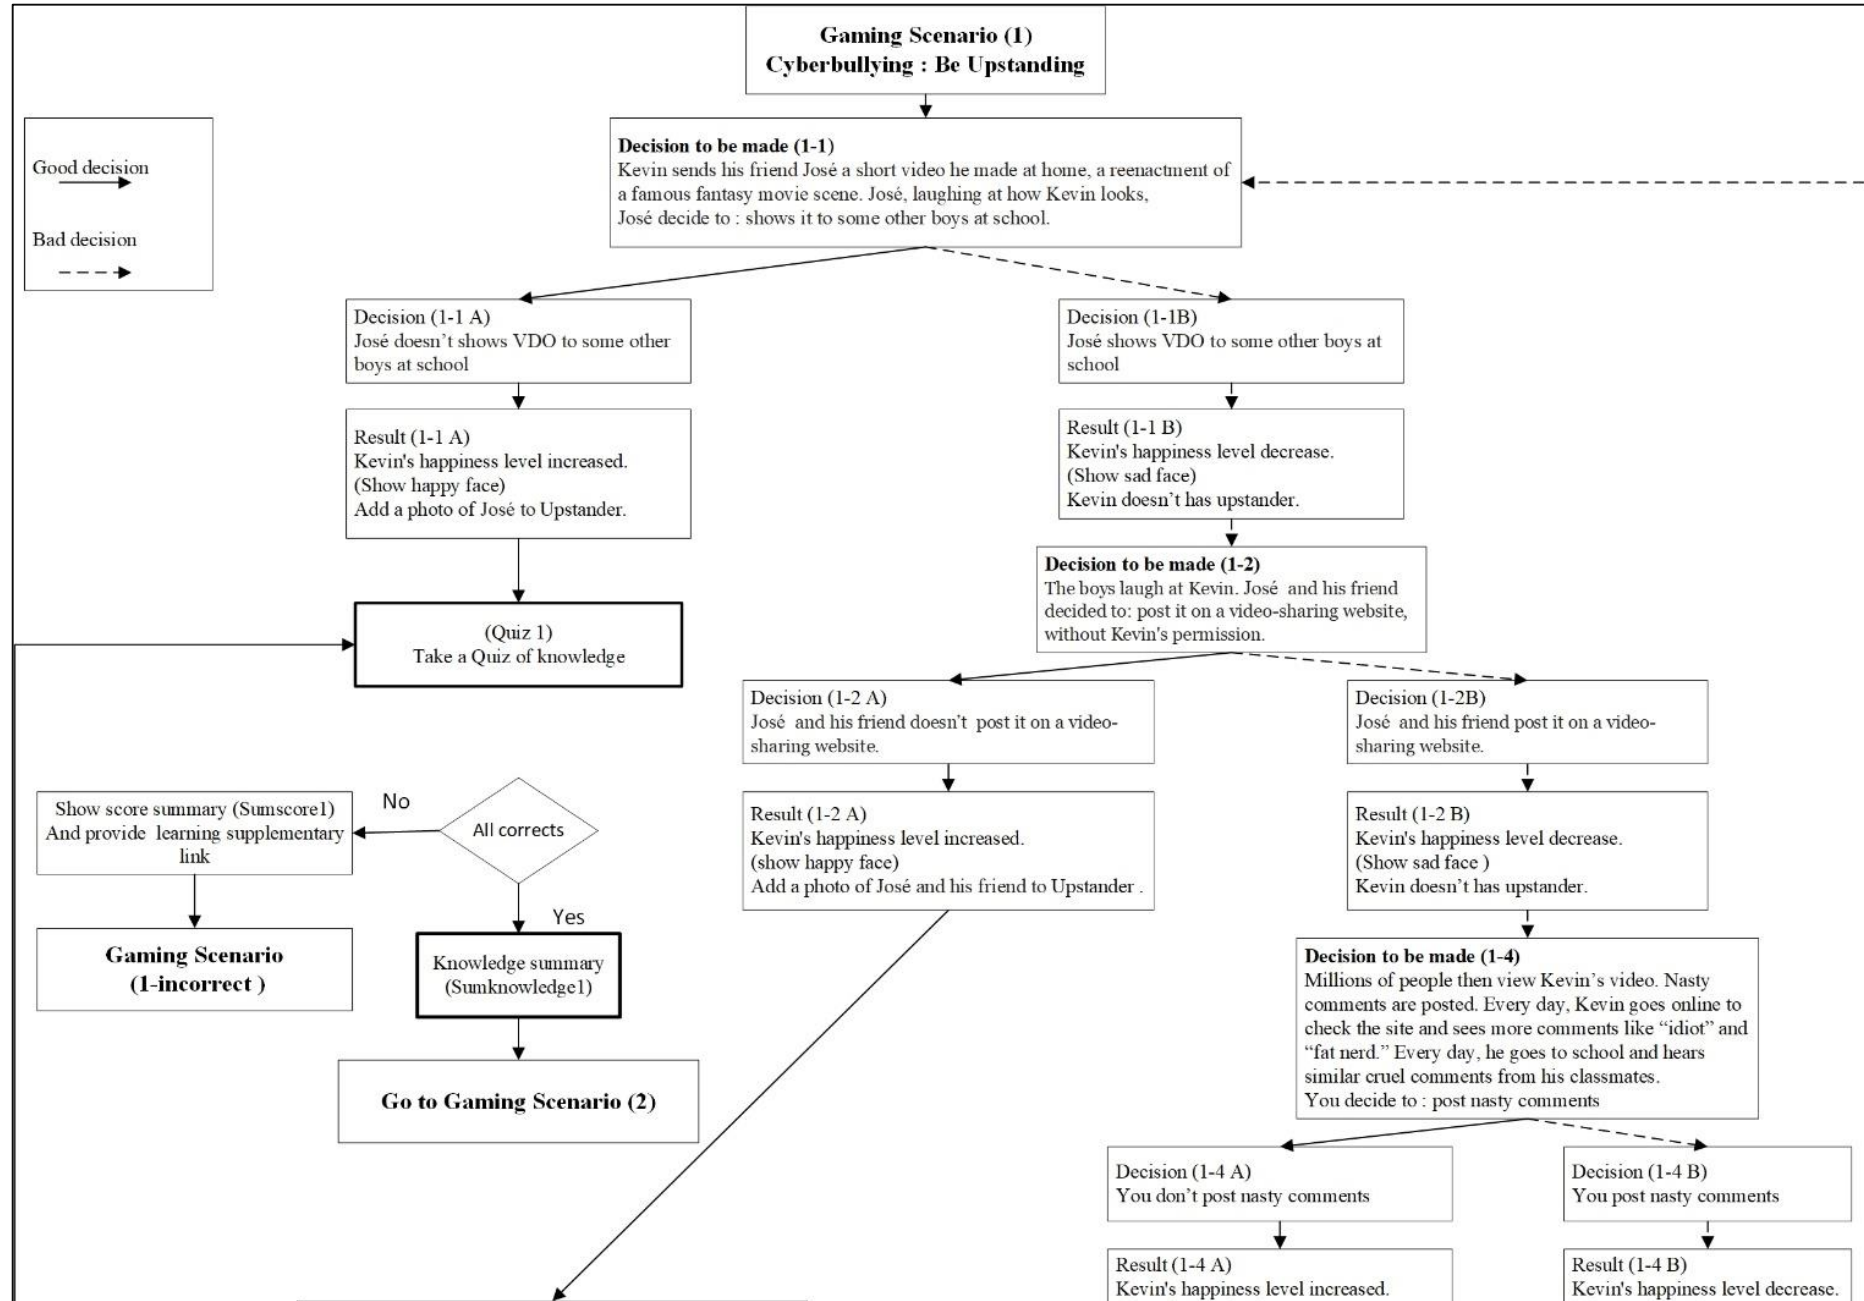 Gaming Scenario (1)
Cyberbullying : Be Upstanding
Good decision
Bad decision
Decision to be made (1-1)
Kevin sends his friend José a short video he made at home, a reenactment of
a famous fantasy movie scene. José, laughing at how Kevin looks,
José decide to : shows it to some other boys at school.
Decision (1-1 A)
José doesn't shows VDO to some other
boys at school
Decision (1-1B)
José shows VDO to some other boys at
school
Result (1-1 A)
Kevin's happiness level increased.
(Show happy face)
Add a photo of José to Upstander.
Result (1-1 B)
Kevin's happiness level decrease.
(Show sad face)
Kevin doesn't has upstander.
Decision to be made (1-2)
The boys laugh at Kevin. José  and his friend
decided to: post it on a video-sharing website,
without Kevin's permission.
(Quiz 1)
Take a Quiz of knowledge
Decision (1-2 A)
José  and his friend doesn't  post it on a video-
sharing website.
Decision (1-2B)
José  and his friend post it on a video-
sharing website.
Show score summary (Sumscore1)
And provide  learning supplementary
link
No
All corrects
Yes
Result (1-2 A)
Kevin's happiness level increased.
(show happy face)
Add a photo of José and his friend to Upstander .
Result (1-2 B)
Kevin's happiness level decrease.
(Show sad face )
Kevin doesn't has upstander.
Gaming Scenario
(1-incorrect )
Knowledge summary
(Sumknowledge1)
Go to Gaming Scenario (2)
Decision to be made (1-4)
Millions of people then view Kevin's video. Nasty
comments are posted. Every day, Kevin goes online to
check the site and sees more comments like “idiot” and
“fat nerd.” Every day, he goes to school and hears
similar cruel comments from his classmates.
You decide to : post nasty comments
Decision (1-4 A)
You don't post nasty comments
Decision (1-4 B)
You post nasty comments
Result (1-4 A)
Kevin's happiness level increased.
Result (1-4 B)
Kevin's happiness level decrease.